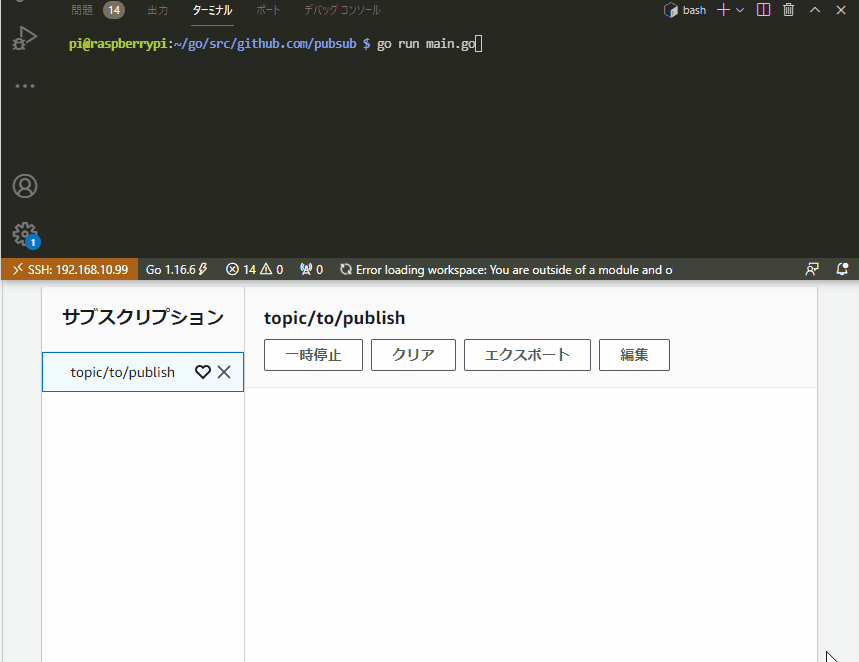 問題 14 出力 ターミナル ポート デバッグ コンソール bash
pi@raspberrypi:~/go/src/github.com/pubsub $ go run main.go
1
SSH: 192.168.10.99 Go 1.16.6 14 0 0 Error loading workspace: You are outside of a module and o
サブスクリプション
topic/to/publish
topic/to/publish
一時停止 クリア エクスポート 編集